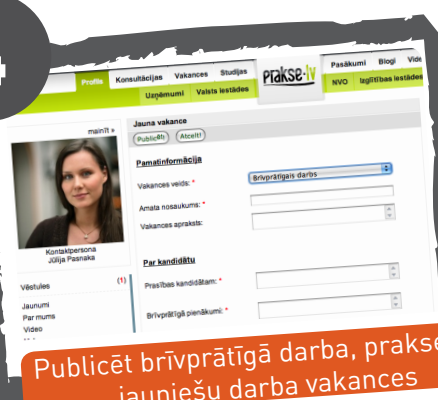 Profils Konsultācijas Vakances Studijas prakse.lv Pasākumi Blogi
Uzņēmumi Valsts iestādes NVO Izglītības iestādes
mainīt »
Kontaktpersona
Jūlija Pasnaka
Vēstules (1)
Jaunumi
Par mums
Video
Jauna vakance
Publicēt Atcelt!
Pamatinformācija
Vakances veids: * Brīvprātīgais darbs
Amata nosaukums: *
Vakances apraksts:
Par kandidātu
Prasības kandidātam: *
Brīvprātīgā pienākumi: *
Publicēt brīvprātīgā darba, prakse
jauniešu darba vakances